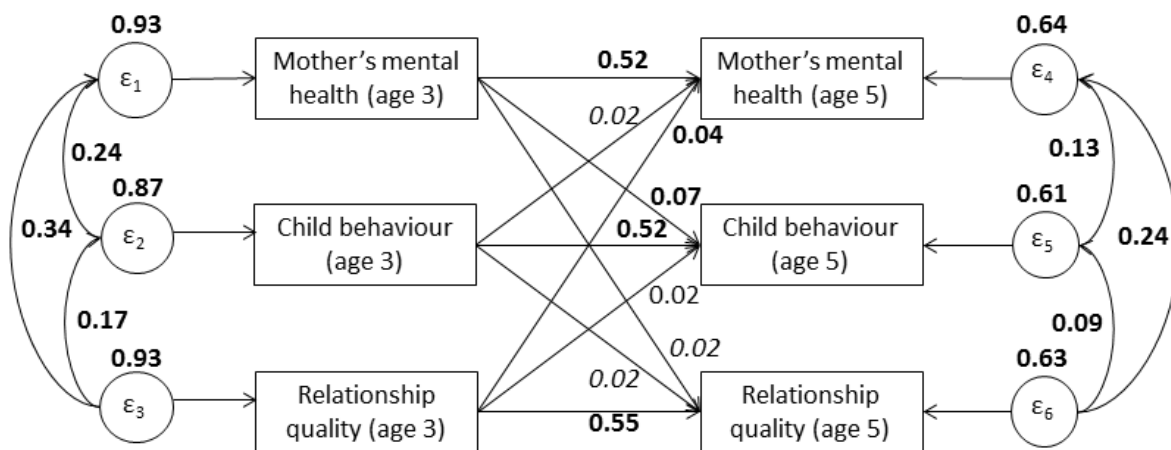 0.93
0.64
ε1
Mother's mental
health (age 3)
0.52
Mother's mental
health (age 5)
ε4
0.02
0.04
0.24
0.13
0.87
0.07
0.61
0.34
ε2
Child behaviour
(age 3)
0.52
Child behaviour
(age 5)
ε5
0.24
0.02
0.17
0.09
0.93
0.02
0.02
0.63
ε3
Relationship
quality (age 3)
0.55
Relationship
quality (age 5)
ε6